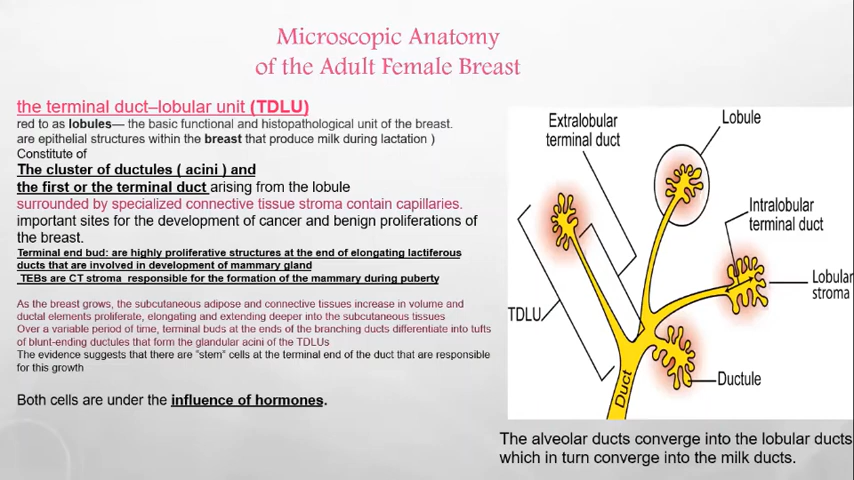 Microscopic Anatomy
of the Adult Female Breast
the terminal duct–lobular unit (TDLU)
red to as lobules— the basic functional and histopathological unit of the breast.
are epithelial structures within the breast that produce milk during lactation )
Constitute of
The cluster of ductules ( acini ) and
the first or the terminal duct arising from the lobule
surrounded by specialized connective tissue stroma contain capillaries.
important sites for the development of cancer and benign proliferations of
the breast.
Terminal end bud: are highly proliferative structures at the end of elongating lactiferous
ducts that are involved in development of mammary gland
TEBs are CT stroma responsible for the formation of the mammary during puberty
As the breast grows, the subcutaneous adipose and connective tissues increase in volume and
ductal elements proliferate, elongating and extending deeper into the subcutaneous tissues
Over a variable period of time, terminal buds at the ends of the branching ducts differentiate into tufts
of blunt-ending ductules that form the glandular acini of the TDLUs
The evidence suggests that there are "stem" cells at the terminal end of the duct that are responsible
for this growth
Both cells are under the influence of hormones.
Extralobular
terminal duct
Lobule
Intralobular
terminal duct
Lobular
stroma
TDLU
Ductule
Duct
The alveolar ducts converge into the lobular ducts
which in turn converge into the milk ducts.